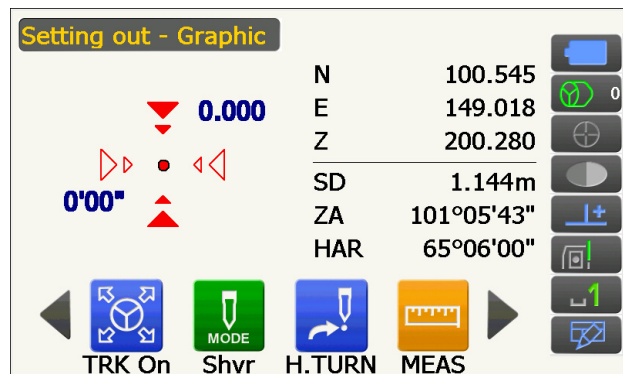 Setting out - Graphic
N 100.545
E 149.018
Z 200.280
SD 1.144m
ZA 101°05'43"
HAR 65°06'00"
0.000
0'00"
0
1
MODE
TRK On Shvr H.TURN MEAS